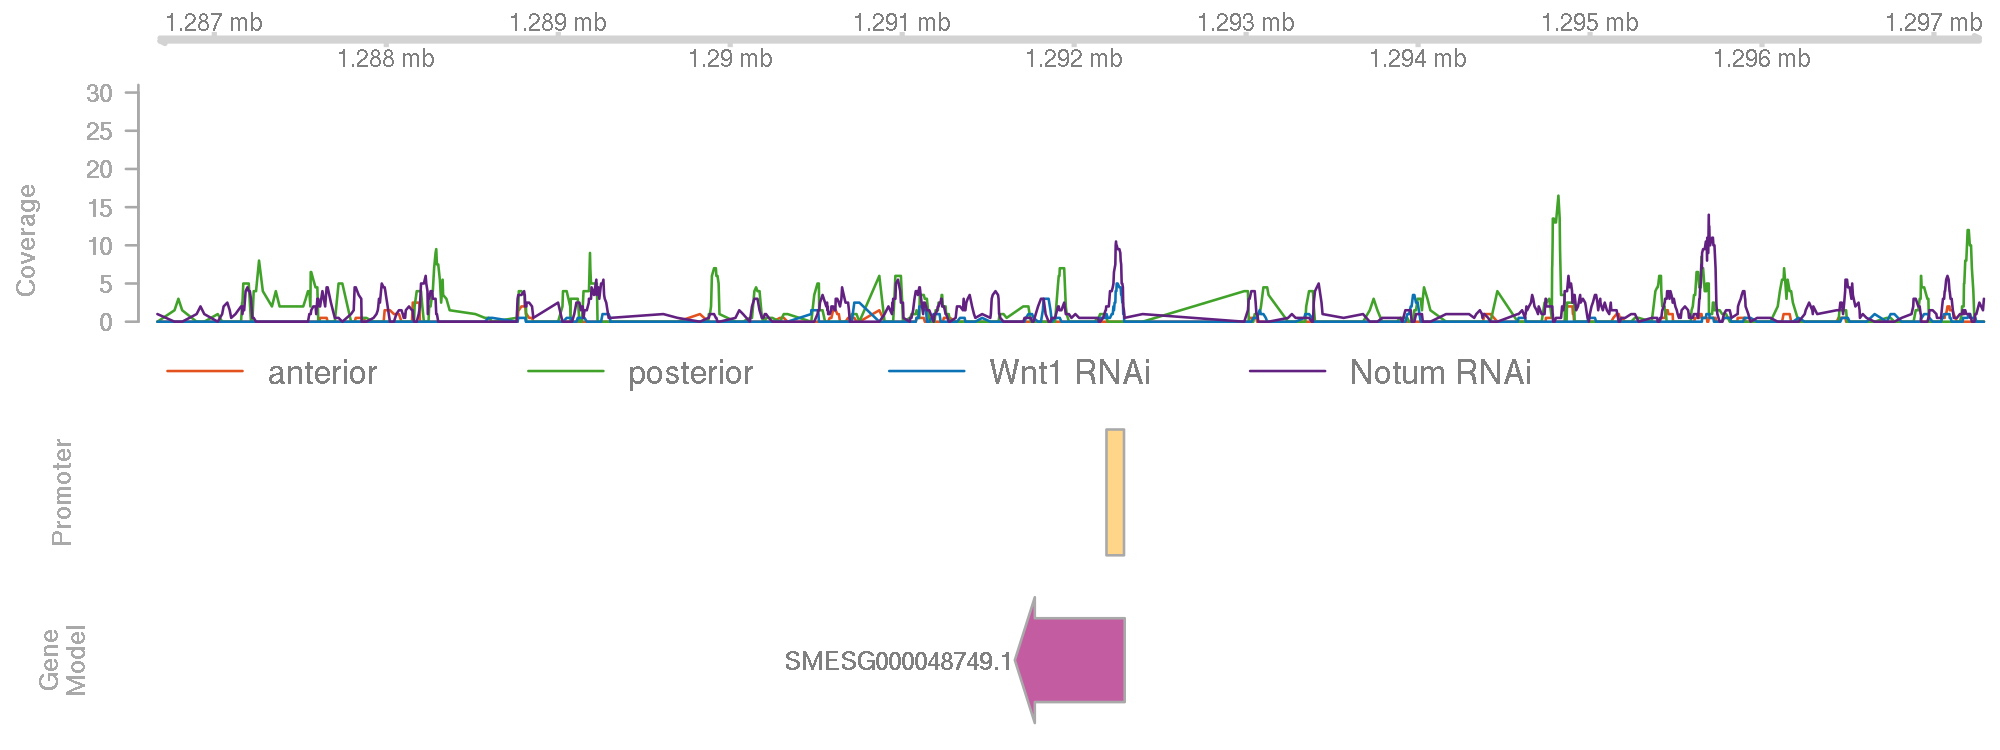 1.287 mb 1.289 mb 1.291 mb 1.293 mb 1.295 mb 1.297 mb
1.288 mb 1.29 mb 1.292 mb 1.294 mb 1.296 mb
Coverage
30
25
20
15
10
5
0
anterior posterior Wnt1 RNAi Notum RNAi
Promoter
Gene
Model
SMESG000048749.1